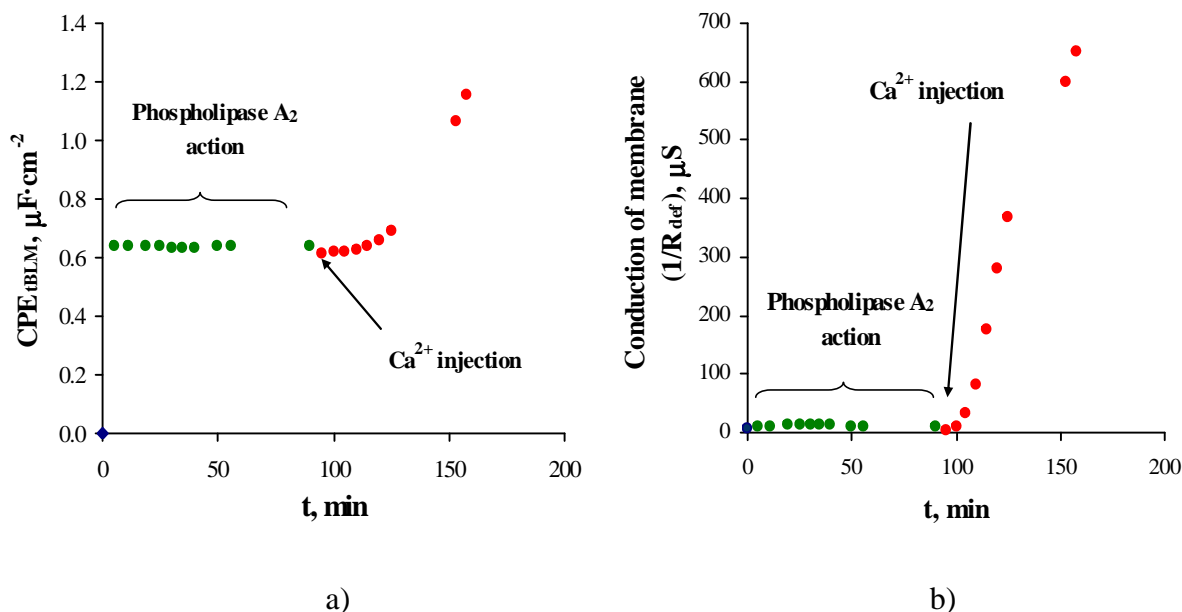 1.4
1.2
1.0
0.8
0.6
0.4
0.2
0.0
CPEtBLM, μF·cm-2
Phospholipase A2
action
Ca2+ injection
0
50
100
150
200
t, min
a)
700
600
500
400
300
200
100
0
Conduction of membrane
(1/Rdef), μS
Ca2+ injection
Phospholipase A2
action
0
50
100
150
200
t, min
b)